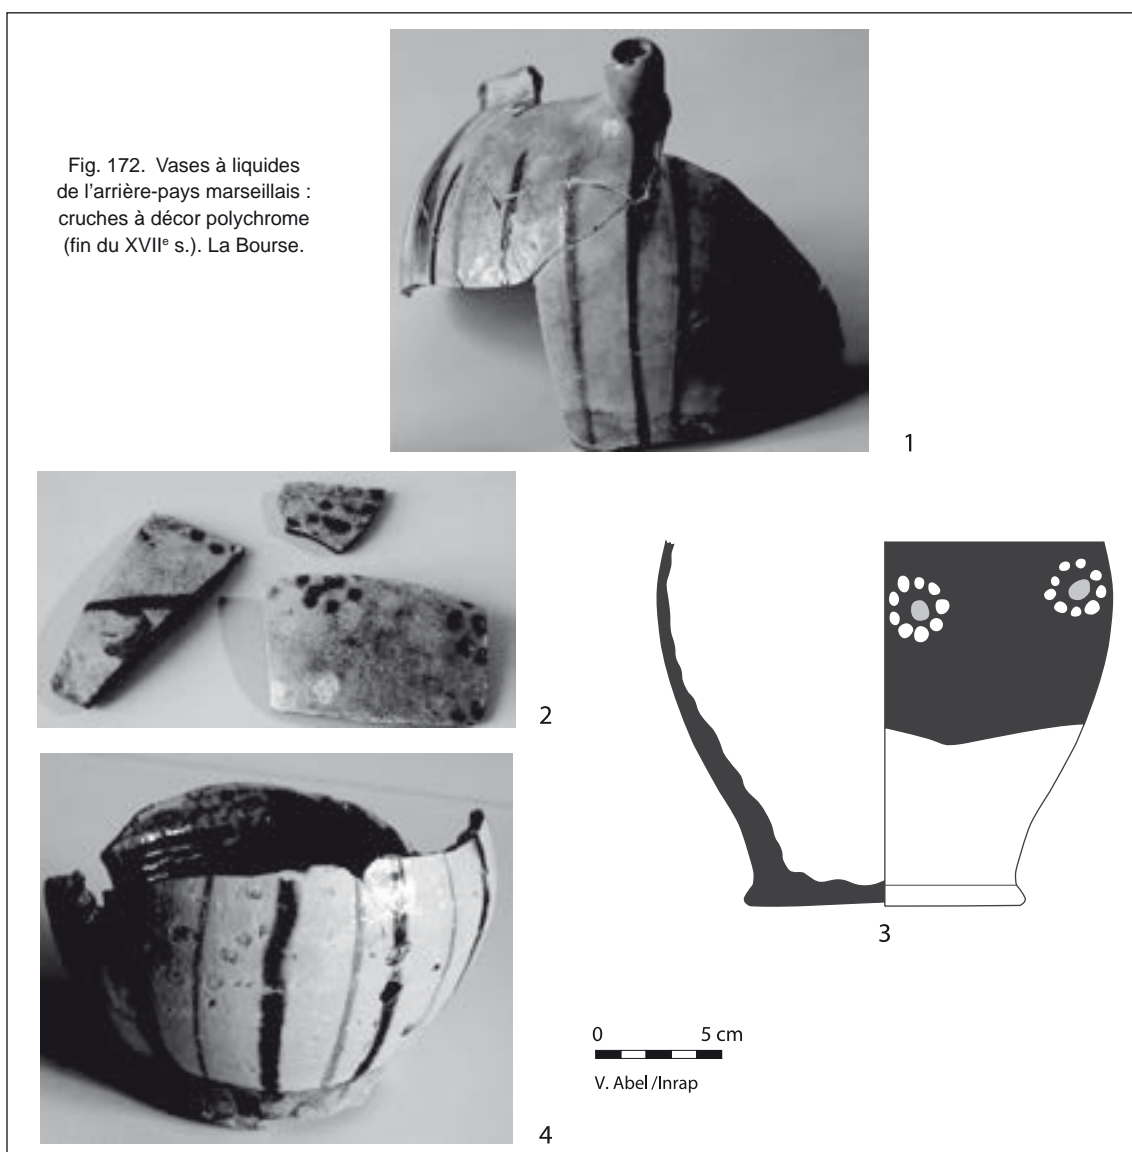 Fig. 172. Vases à liquides
de l'arrière-pays marseillais :
cruches à décor polychrome
(fin du XVIIᵉ s.). La Bourse.
1
2
3
0 5 cm
V. Abel /Inrap
4